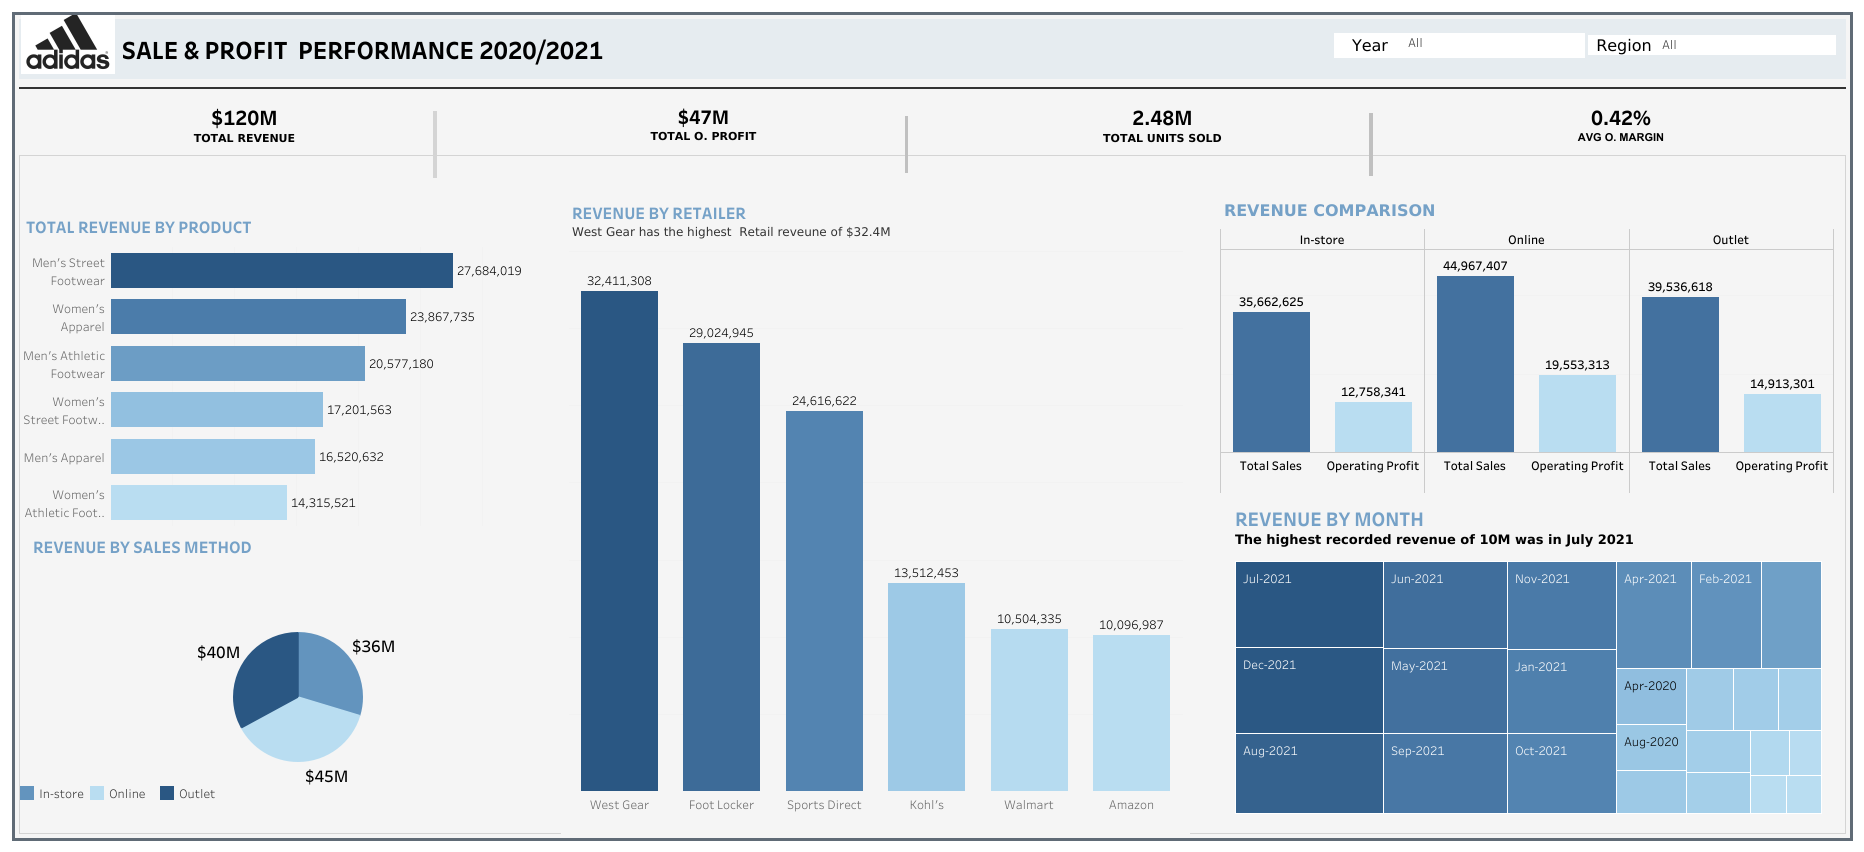 adidas
SALE & PROFIT  PERFORMANCE 2020/2021
Year All
Region All
$120M
TOTAL REVENUE
$47M
TOTAL O. PROFIT
2.48M
TOTAL UNITS SOLD
0.42%
AVG O. MARGIN
TOTAL REVENUE BY PRODUCT
Men's Street
Footwear
27,684,019
Women's
Apparel
23,867,735
Men's Athletic
Footwear
20,577,180
Women's
Street Footw..
17,201,563
Men's Apparel
16,520,632
Women's
Athletic Foot..
14,315,521
REVENUE BY SALES METHOD
$40M
$36M
$45M
In-store
Online
Outlet
REVENUE BY RETAILER
West Gear has the highest  Retail reveune of $32.4M
32,411,308
29,024,945
24,616,622
13,512,453
10,504,335
10,096,987
West Gear
Foot Locker
Sports Direct
Kohl's
Walmart
Amazon
REVENUE COMPARISON
In-store
Online
Outlet
35,662,625
12,758,341
44,967,407
19,553,313
39,536,618
14,913,301
Total Sales
Operating Profit
Total Sales
Operating Profit
Total Sales
Operating Profit
REVENUE BY MONTH
The highest recorded revenue of 10M was in July 2021
Jul-2021
Jun-2021
Nov-2021
Apr-2021
Feb-2021
Dec-2021
May-2021
Jan-2021
Apr-2020
Aug-2021
Sep-2021
Oct-2021
Aug-2020